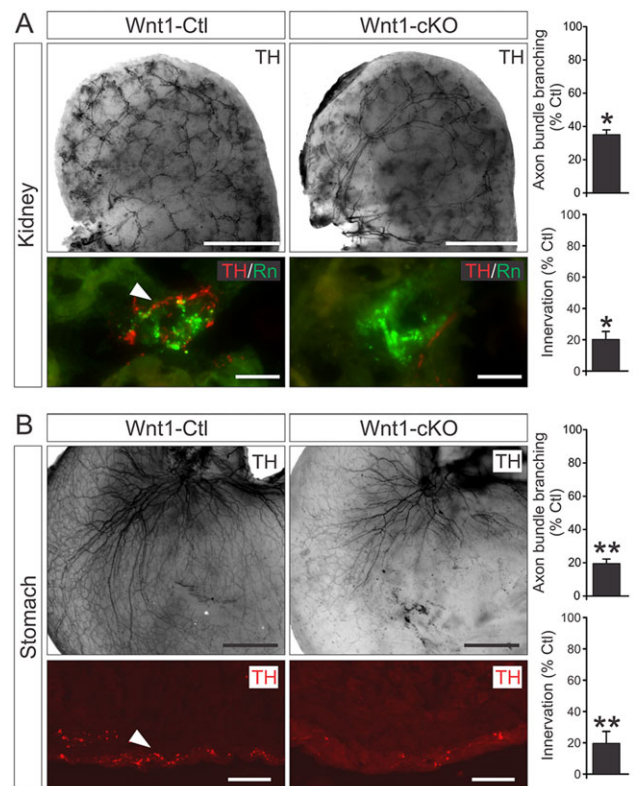 A
Wnt1-Ctl
Wnt1-cKO
Kidney
TH
TH
TH/Rn
TH/Rn
Axon bundle branching
(% Ctl)
100
80
60
40
20
0
*
Innervation (% Ctl)
100
80
60
40
20
0
*
B
Wnt1-Ctl
Wnt1-cKO
Stomach
TH
TH
TH
TH
Axon bundle branching
(% Ctl)
100
80
60
40
20
0
**
Innervation (% Ctl)
100
80
60
40
20
0
**